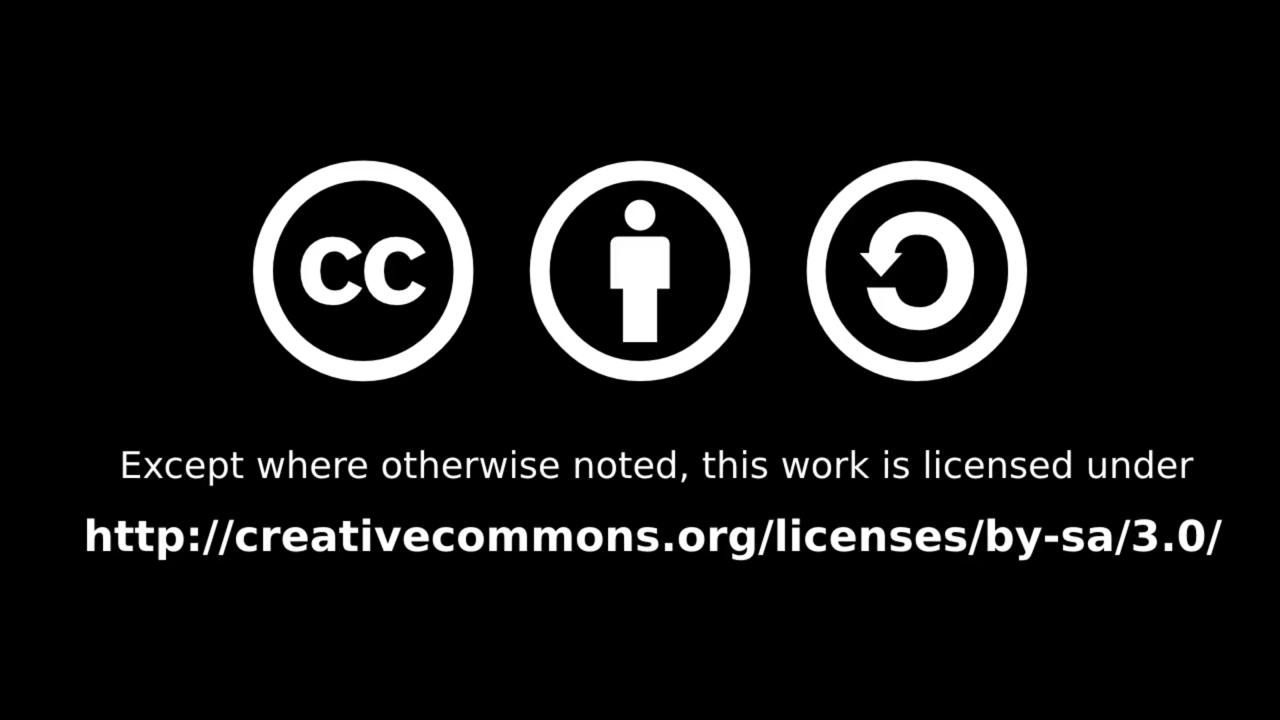 cc
Except where otherwise noted, this work is licensed under
http://creativecommons.org/licenses/by-sa/3.0/